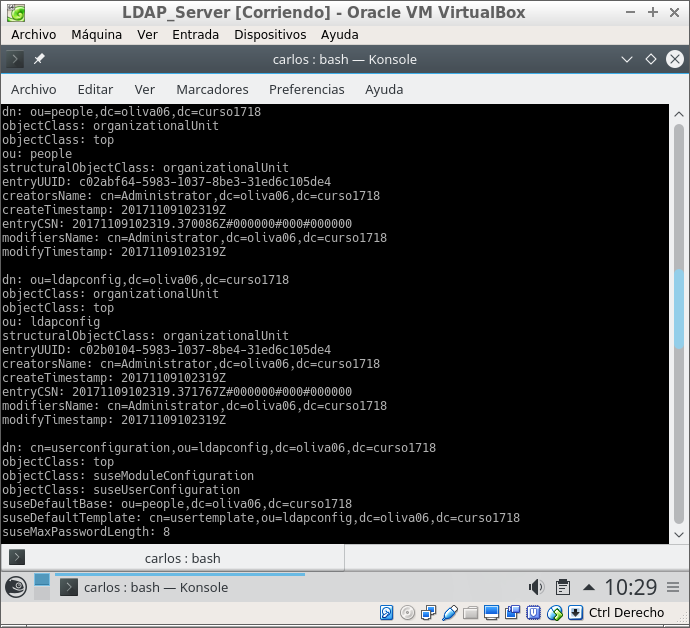 LDAP_Server [Corriendo] - Oracle VM VirtualBox
Archivo Máquina Ver Entrada Dispositivos Ayuda
carlos : bash — Konsole
Archivo Editar Ver Marcadores Preferencias Ayuda
dn: ou=people,dc=oliva06,dc=curso1718
objectClass: organizationalUnit
objectClass: top
ou: people
structuralObjectClass: organizationalUnit
entryUUID: c02abf64-5983-1037-8be3-31ed6c105de4
creatorsName: cn=Administrator,dc=oliva06,dc=curso1718
createTimestamp: 20171109102319Z
entryCSN: 20171109102319.370086Z#000000#000#000000
modifiersName: cn=Administrator,dc=oliva06,dc=curso1718
modifyTimestamp: 20171109102319Z
dn: ou=ldapconfig,dc=oliva06,dc=curso1718
objectClass: organizationalUnit
objectClass: top
ou: ldapconfig
structuralObjectClass: organizationalUnit
entryUUID: c02b0104-5983-1037-8be4-31ed6c105de4
creatorsName: cn=Administrator,dc=oliva06,dc=curso1718
createTimestamp: 20171109102319Z
entryCSN: 20171109102319.371767Z#000000#000#000000
modifiersName: cn=Administrator,dc=oliva06,dc=curso1718
modifyTimestamp: 20171109102319Z
dn: cn=userconfiguration,ou=ldapconfig,dc=oliva06,dc=curso1718
objectClass: top
objectClass: suseModuleConfiguration
objectClass: suseUserConfiguration
suseDefaultBase: ou=people,dc=oliva06,dc=curso1718
suseDefaultTemplate: cn=usertemplate,ou=ldapconfig,dc=oliva06,dc=curso1718
suseMaxPasswordLength: 8
carlos : bash
carlos : bash — Konsole
10:29
Ctrl Derecho